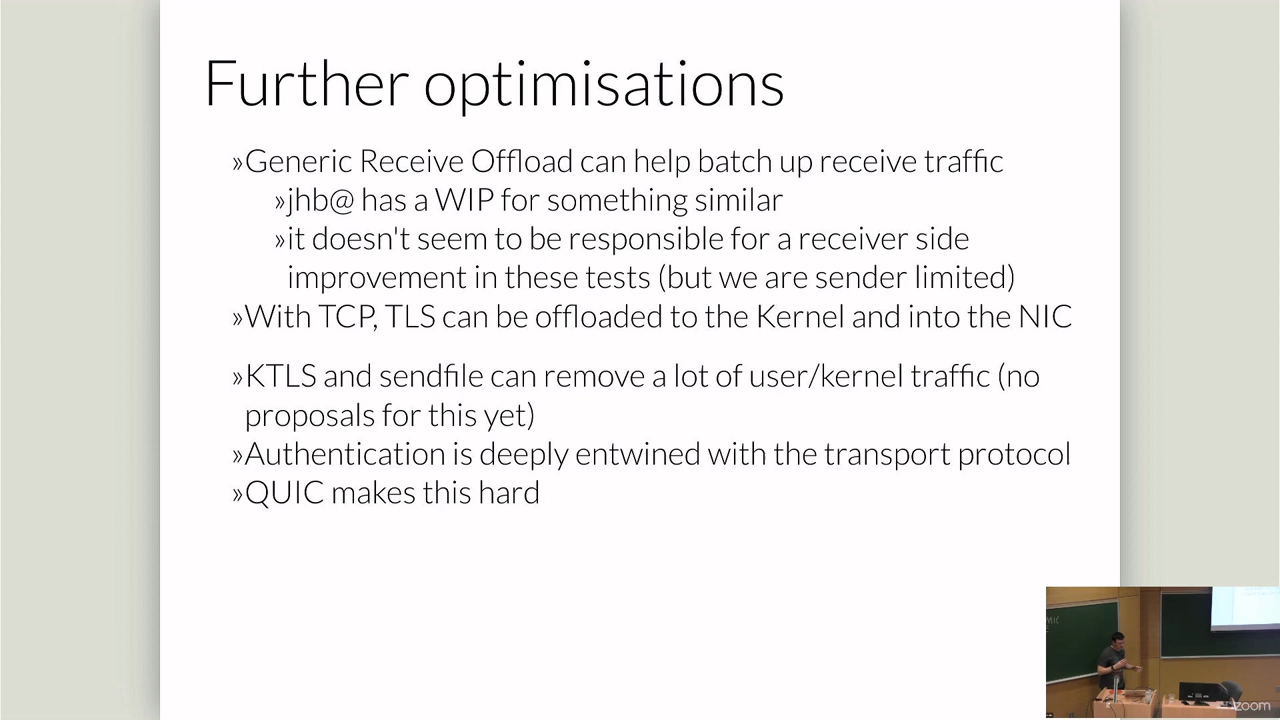 Further optimisations
»Generic Receive Offload can help batch up receive traffic
»jhb@ has a WIP for something similar
»it doesn't seem to be responsible for a receiver side
improvement in these tests (but we are sender limited)
»With TCP, TLS can be offloaded to the Kernel and into the NIC
»KTLS and sendfile can remove a lot of user/kernel traffic (no
proposals for this yet)
»Authentication is deeply entwined with the transport protocol
»QUIC makes this hard
zoom